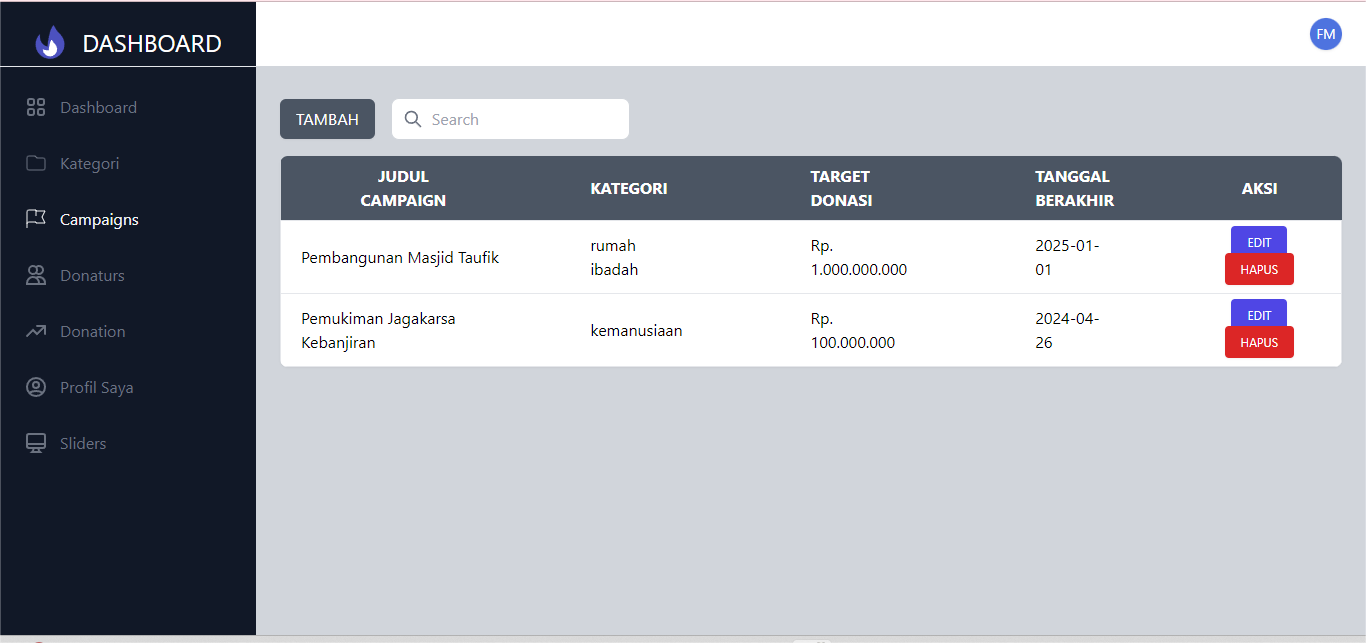 DASHBOARD
FM
Dashboard
Kategori
Campaigns
Donaturs
Donation
Profil Saya
Sliders
TAMBAH
Search
JUDUL
CAMPAIGN
KATEGORI
TARGET
DONASI
TANGGAL
BERAKHIR
AKSI
Pembangunan Masjid Taufik
rumah
ibadah
Rp.
1.000.000.000
2025-01-
01
EDIT
HAPUS
Pemukiman Jagakarsa
Kebanjiran
kemanusiaan
Rp.
100.000.000
2024-04-
26
EDIT
HAPUS